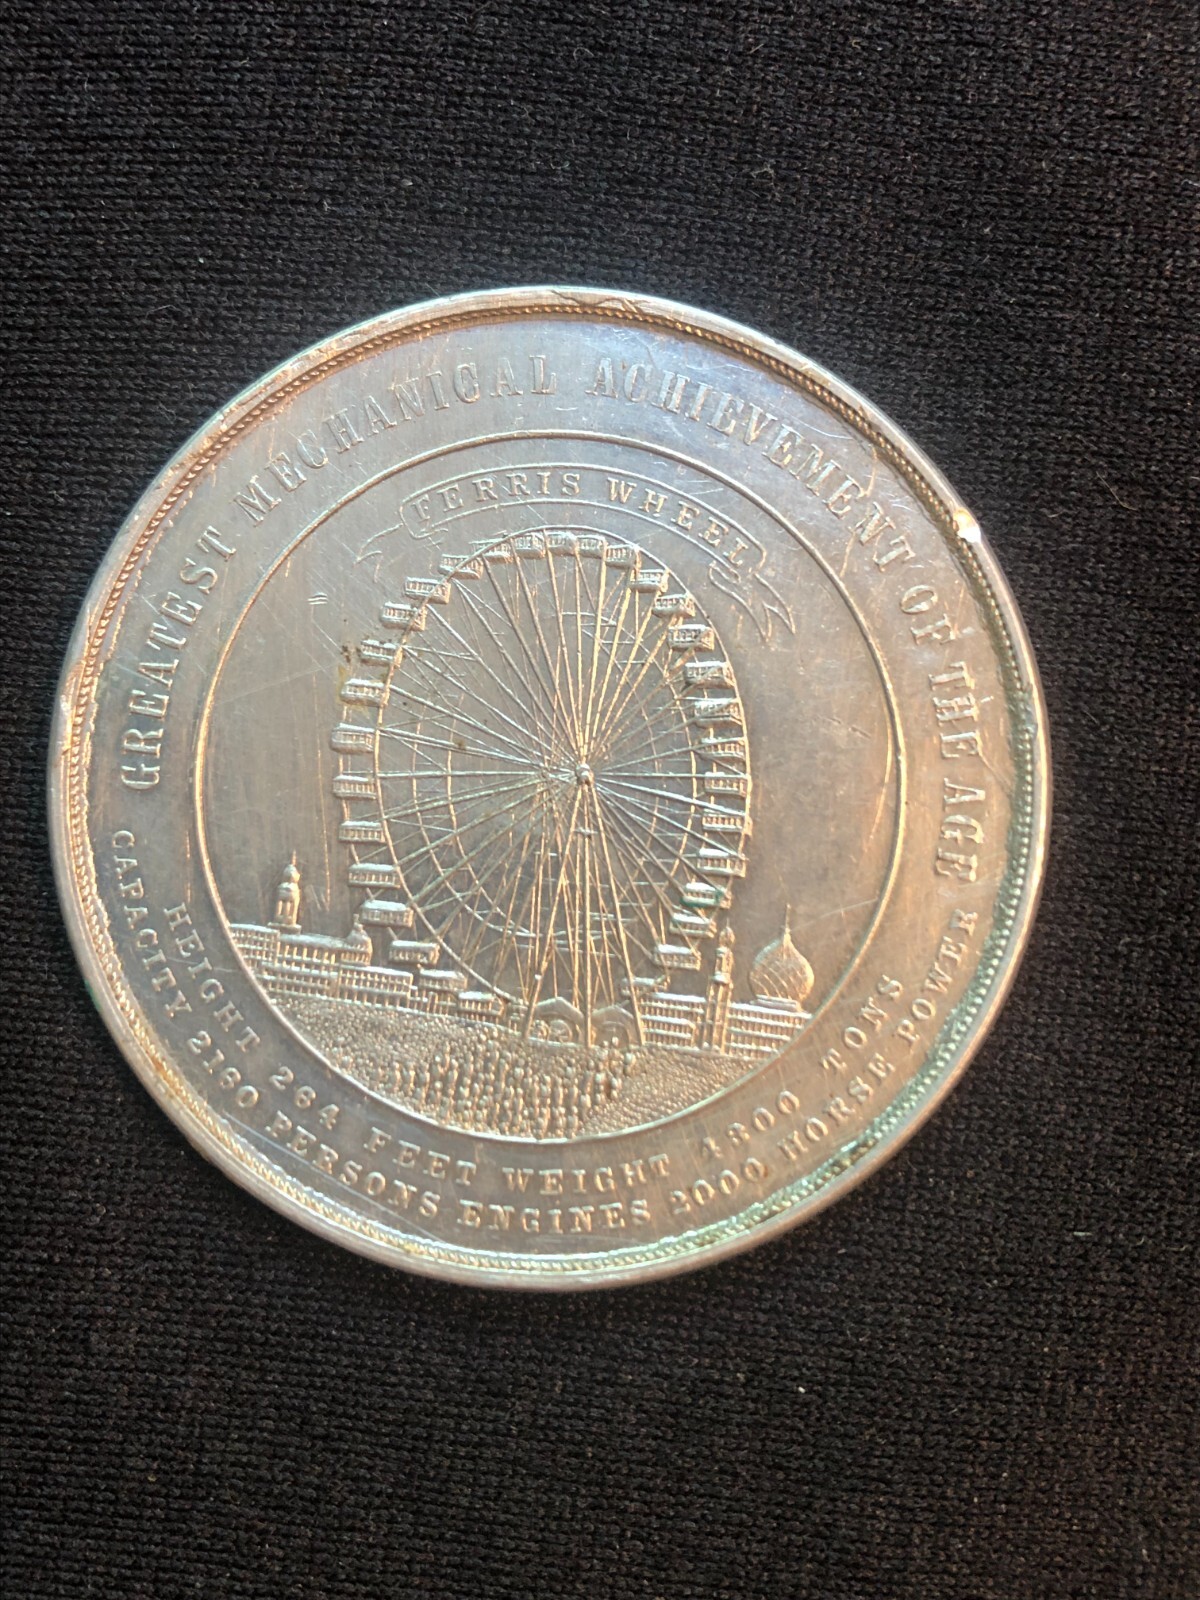 GREATEST MECHANICAL ACHIEVEMENT OF THE AGE
FERRIS WHEEL
HEIGHT 264 FEET WEIGHT 4300 TONS
CAPACITY 2160 PERSONS ENGINES 2000 HORSE POWER